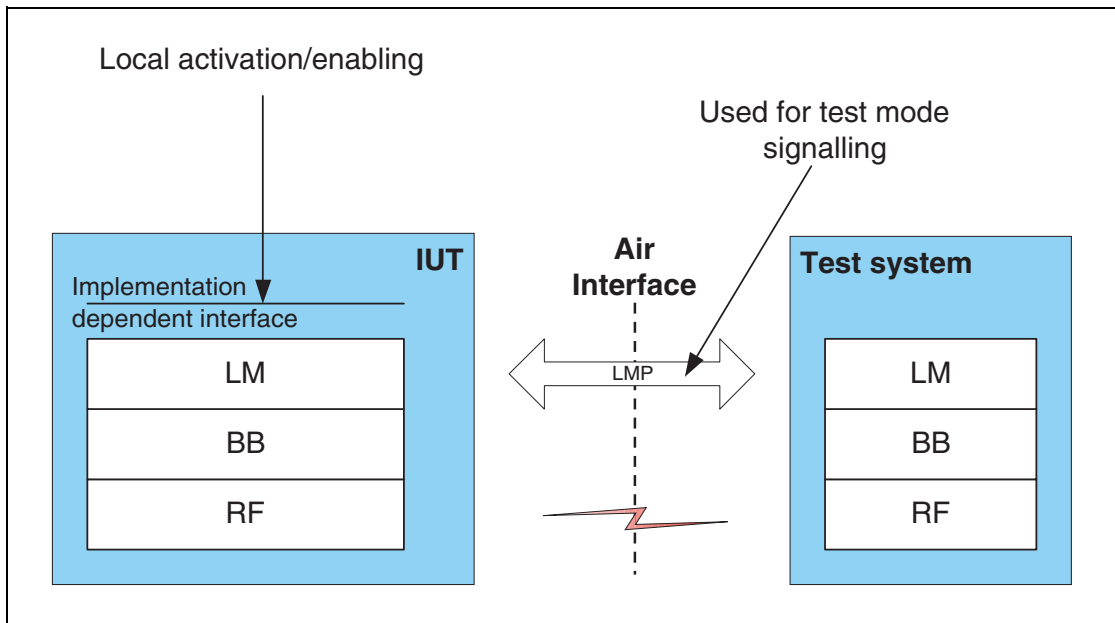 Local activation/enabling
Used for test mode
signalling
IUT
Implementation
dependent interface
LM
BB
RF
Air
Interface
LMP
Test system
LM
BB
RF